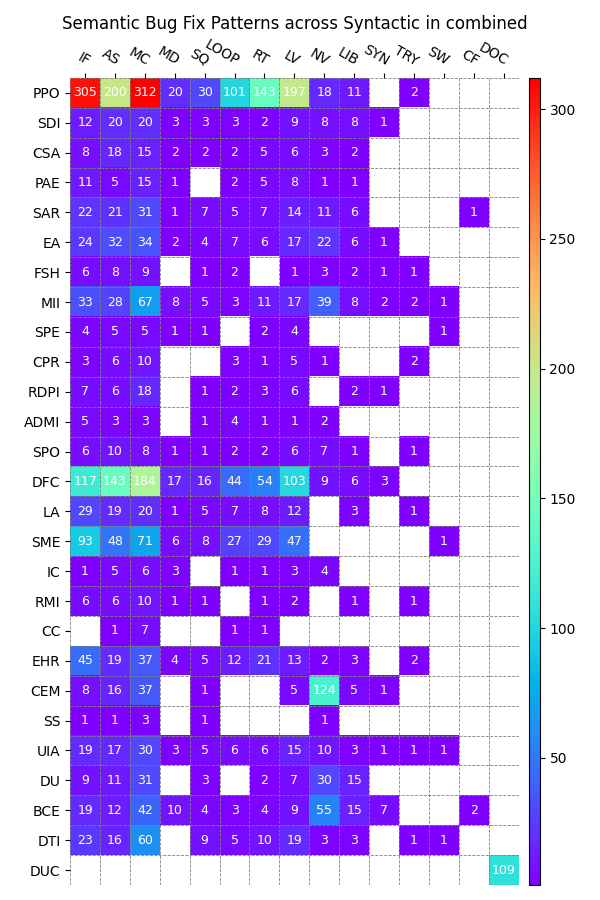 Semantic Bug Fix Patterns across Syntactic in combined
IF AS MC MD SQ LOOP RT LV NV LIB SYN TRY SW CF DOC
PPO 305 200 312 20 30 101 143 197 18 11 2
SDI 12 20 20 3 3 3 2 9 8 8 1
CSA 8 18 15 2 2 2 5 6 3 2
PAE 11 5 15 1 2 5 8 1 1
SAR 22 21 31 1 7 5 7 14 11 6 1
EA 24 32 34 2 4 7 6 17 22 6 1
FSH 6 8 9 1 2 1 3 2 1 1
MII 33 28 67 8 5 3 11 17 39 8 2 2 1
SPE 4 5 5 1 1 2 4 1
CPR 3 6 10 3 1 5 1 2
RDPI 7 6 18 1 2 3 6 2 1
ADMI 5 3 3 1 4 1 1 2
SPO 6 10 8 1 1 2 2 6 7 1 1
DFC 117 143 184 17 16 44 54 103 9 6 3
LA 29 19 20 1 5 7 8 12 3 1
SME 93 48 71 6 8 27 29 47 1
IC 1 5 6 3 1 1 3 4
RMI 6 6 10 1 1 1 2 1 1
CC 1 7 1 1
EHR 45 19 37 4 5 12 21 13 2 3 2
CEM 8 16 37 1 5 124 5 1
SS 1 1 3 1 1
UIA 19 17 30 3 5 6 6 15 10 3 1 1 1
DU 9 11 31 3 2 7 30 15
BCE 19 12 42 10 4 3 4 9 55 15 7 2
DTI 23 16 60 9 5 10 19 3 3 1 1
DUC 109
300
250
200
150
100
50